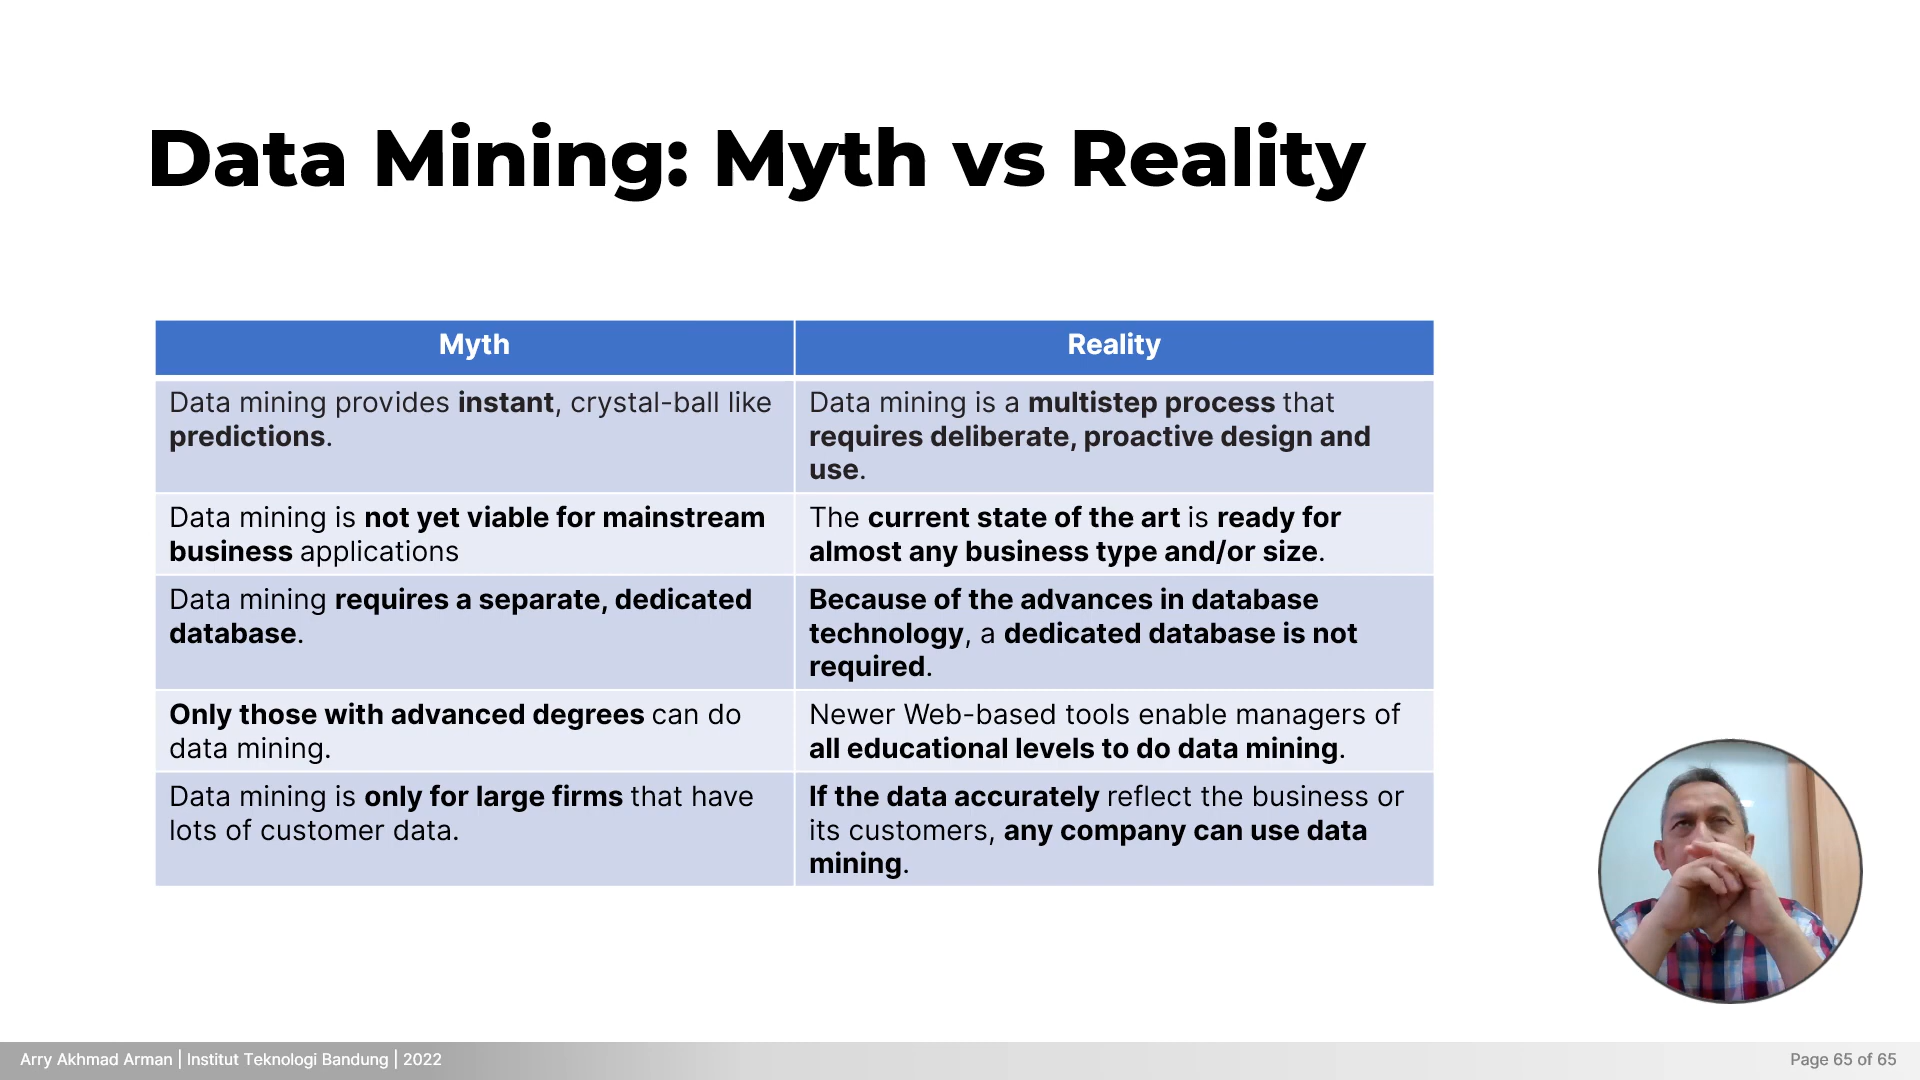 Data Mining: Myth vs Reality
Myth
Reality
Data mining provides instant, crystal-ball like
predictions.
Data mining is a multistep process that
requires deliberate, proactive design and
use.
Data mining is not yet viable for mainstream
business applications
The current state of the art is ready for
almost any business type and/or size.
Data mining requires a separate, dedicated
database.
Because of the advances in database
technology, a dedicated database is not
required.
Only those with advanced degrees can do
data mining.
Newer Web-based tools enable managers of
all educational levels to do data mining.
Data mining is only for large firms that have
lots of customer data.
If the data accurately reflect the business or
its customers, any company can use data
mining.
Arry Akhmad Arman | Institut Teknologi Bandung | 2022
Page 65 of 65